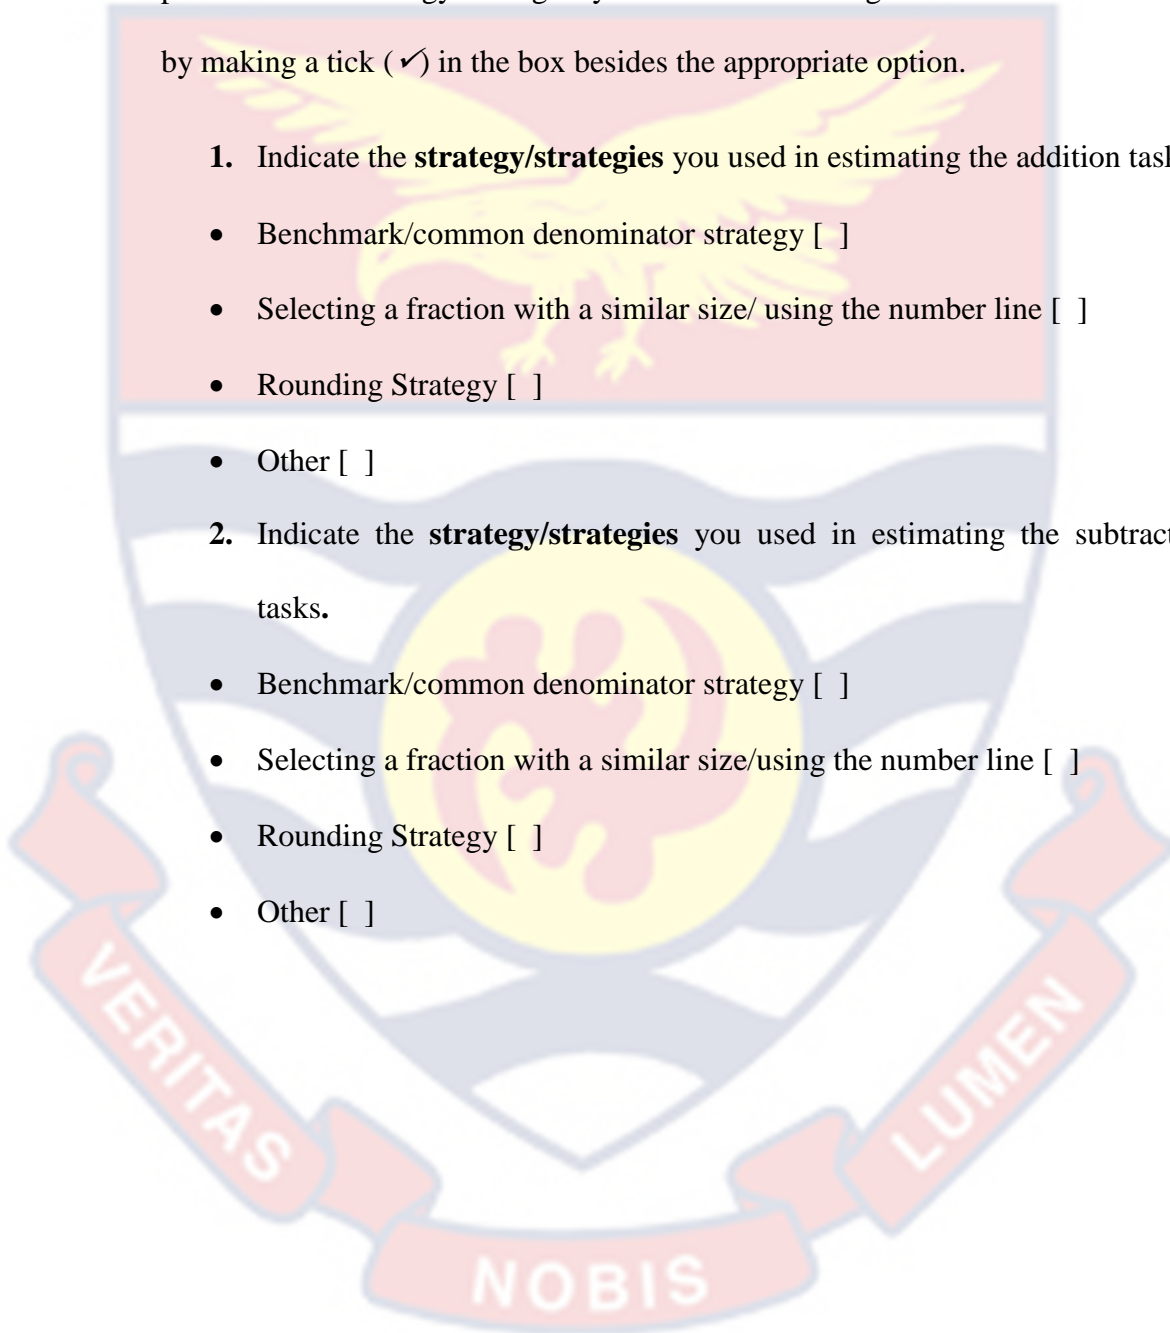 by making a tick (✓) in the box besides the appropriate option.
1. Indicate the strategy/strategies you used in estimating the addition task
• Benchmark/common denominator strategy [ ]
• Selecting a fraction with a similar size/ using the number line [ ]
• Rounding Strategy [ ]
• Other [ ]
2. Indicate the strategy/strategies you used in estimating the subtract
tasks.
• Benchmark/common denominator strategy [ ]
• Selecting a fraction with a similar size/using the number line [ ]
• Rounding Strategy [ ]
• Other [ ]
VERITAS
NOBIS
LUMEN